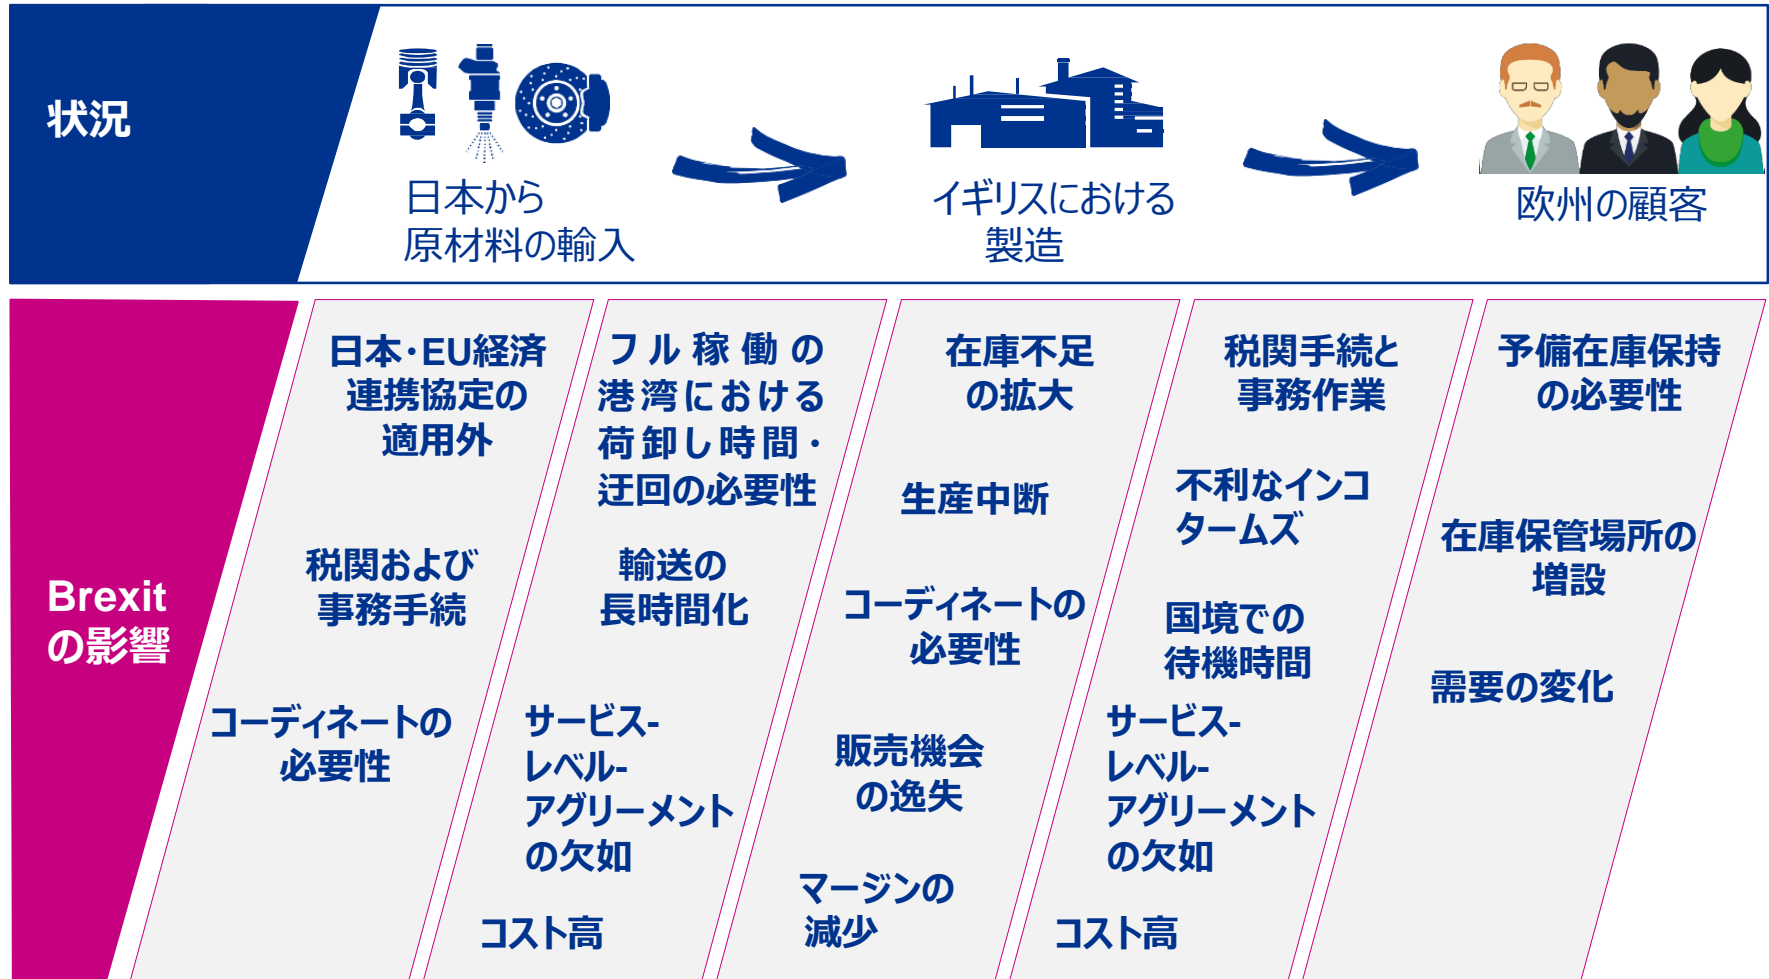 状況
日本から
原材料の輸入
イギリスにおける
製造
欧州の顧客
Brexit
の影響
日本・EU経済
連携協定の
適用外
税関および
事務手続
コーディネートの
必要性
フル稼働の
港湾における
荷卸し時間・
迂回の必要性
輸送の
長時間化
サービス-
レベル-
アグリーメント
の欠如
コスト高
在庫不足
の拡大
生産中断
コーディネートの
必要性
販売機会
の逸失
マージンの
減少
税関手続と
事務作業
不利なインコ
タームズ
国境での
待機時間
サービス-
レベル-
アグリーメント
の欠如
コスト高
予備在庫保持
の必要性
在庫保管場所の
増設
需要の変化